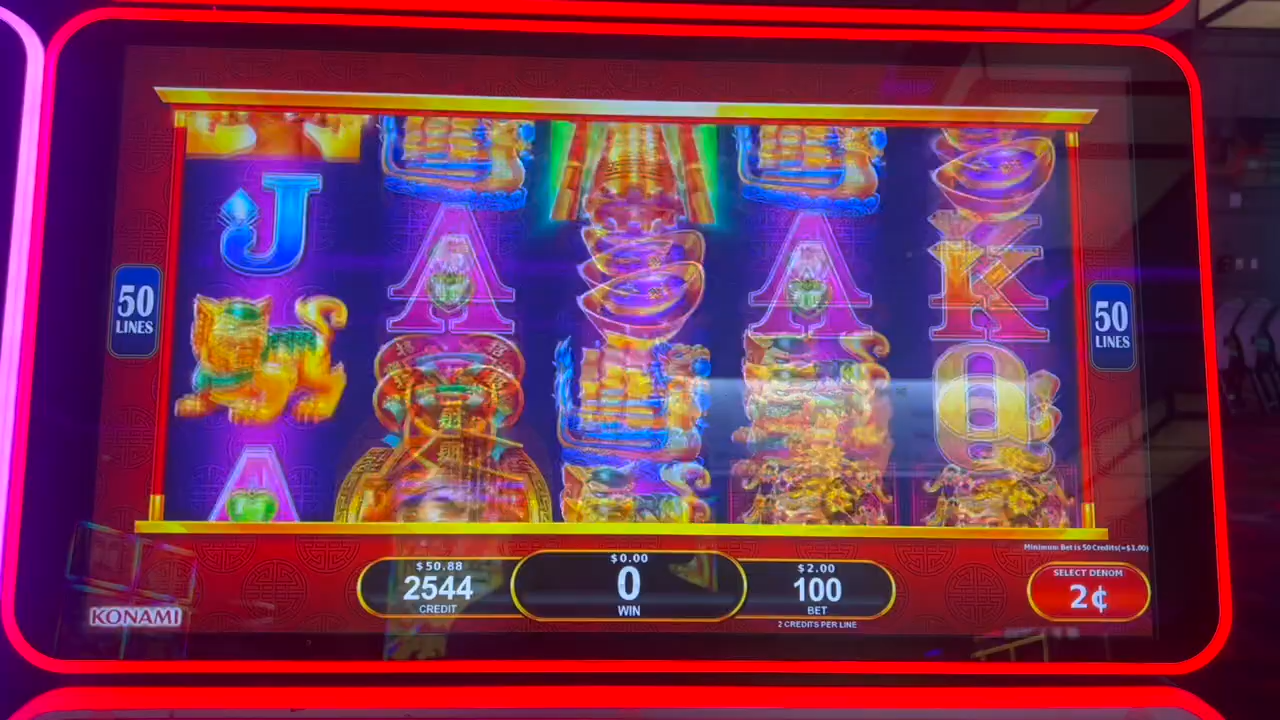 J
A
A
K
50
LINES
50
LINES
Q
A
Minimum Bet is 50 Credits(=$1.00)
$50.88
2544
CREDIT
$0.00
0
WIN
$2.00
100
BET
2 CREDITS PER LINE
SELECT DENOM
2¢
KONAMI